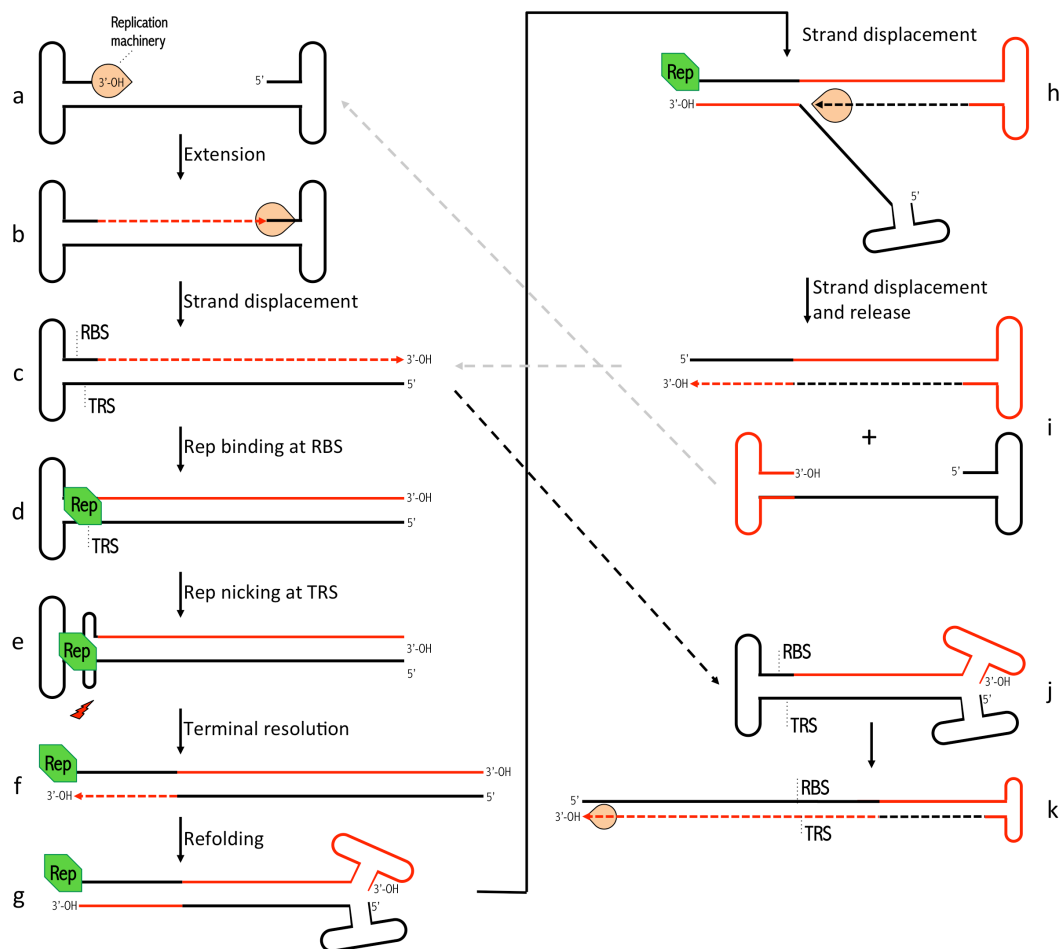 Replication
machinery
3'-OH
5'
a
Extension
b
Strand displacement
RBS
3'-OH
c
5'
TRS
Rep binding at RBS
3'-OH
d
Rep
5'
TRS
Rep nicking at TRS
e
Rep
3'-OH
5'
Terminal resolution
Rep
3'-OH
f
3'-OH
5'
Refolding
Rep
3'-OH
g
3'-OH
5'
Strand displacement
Rep
h
3'-OH
5'
Strand displacement
and release
5'
3'-OH
+
i
3'-OH
5'
RBS
3'-OH
j
5'
TRS
RBS
5'
k
3'-OH
TRS